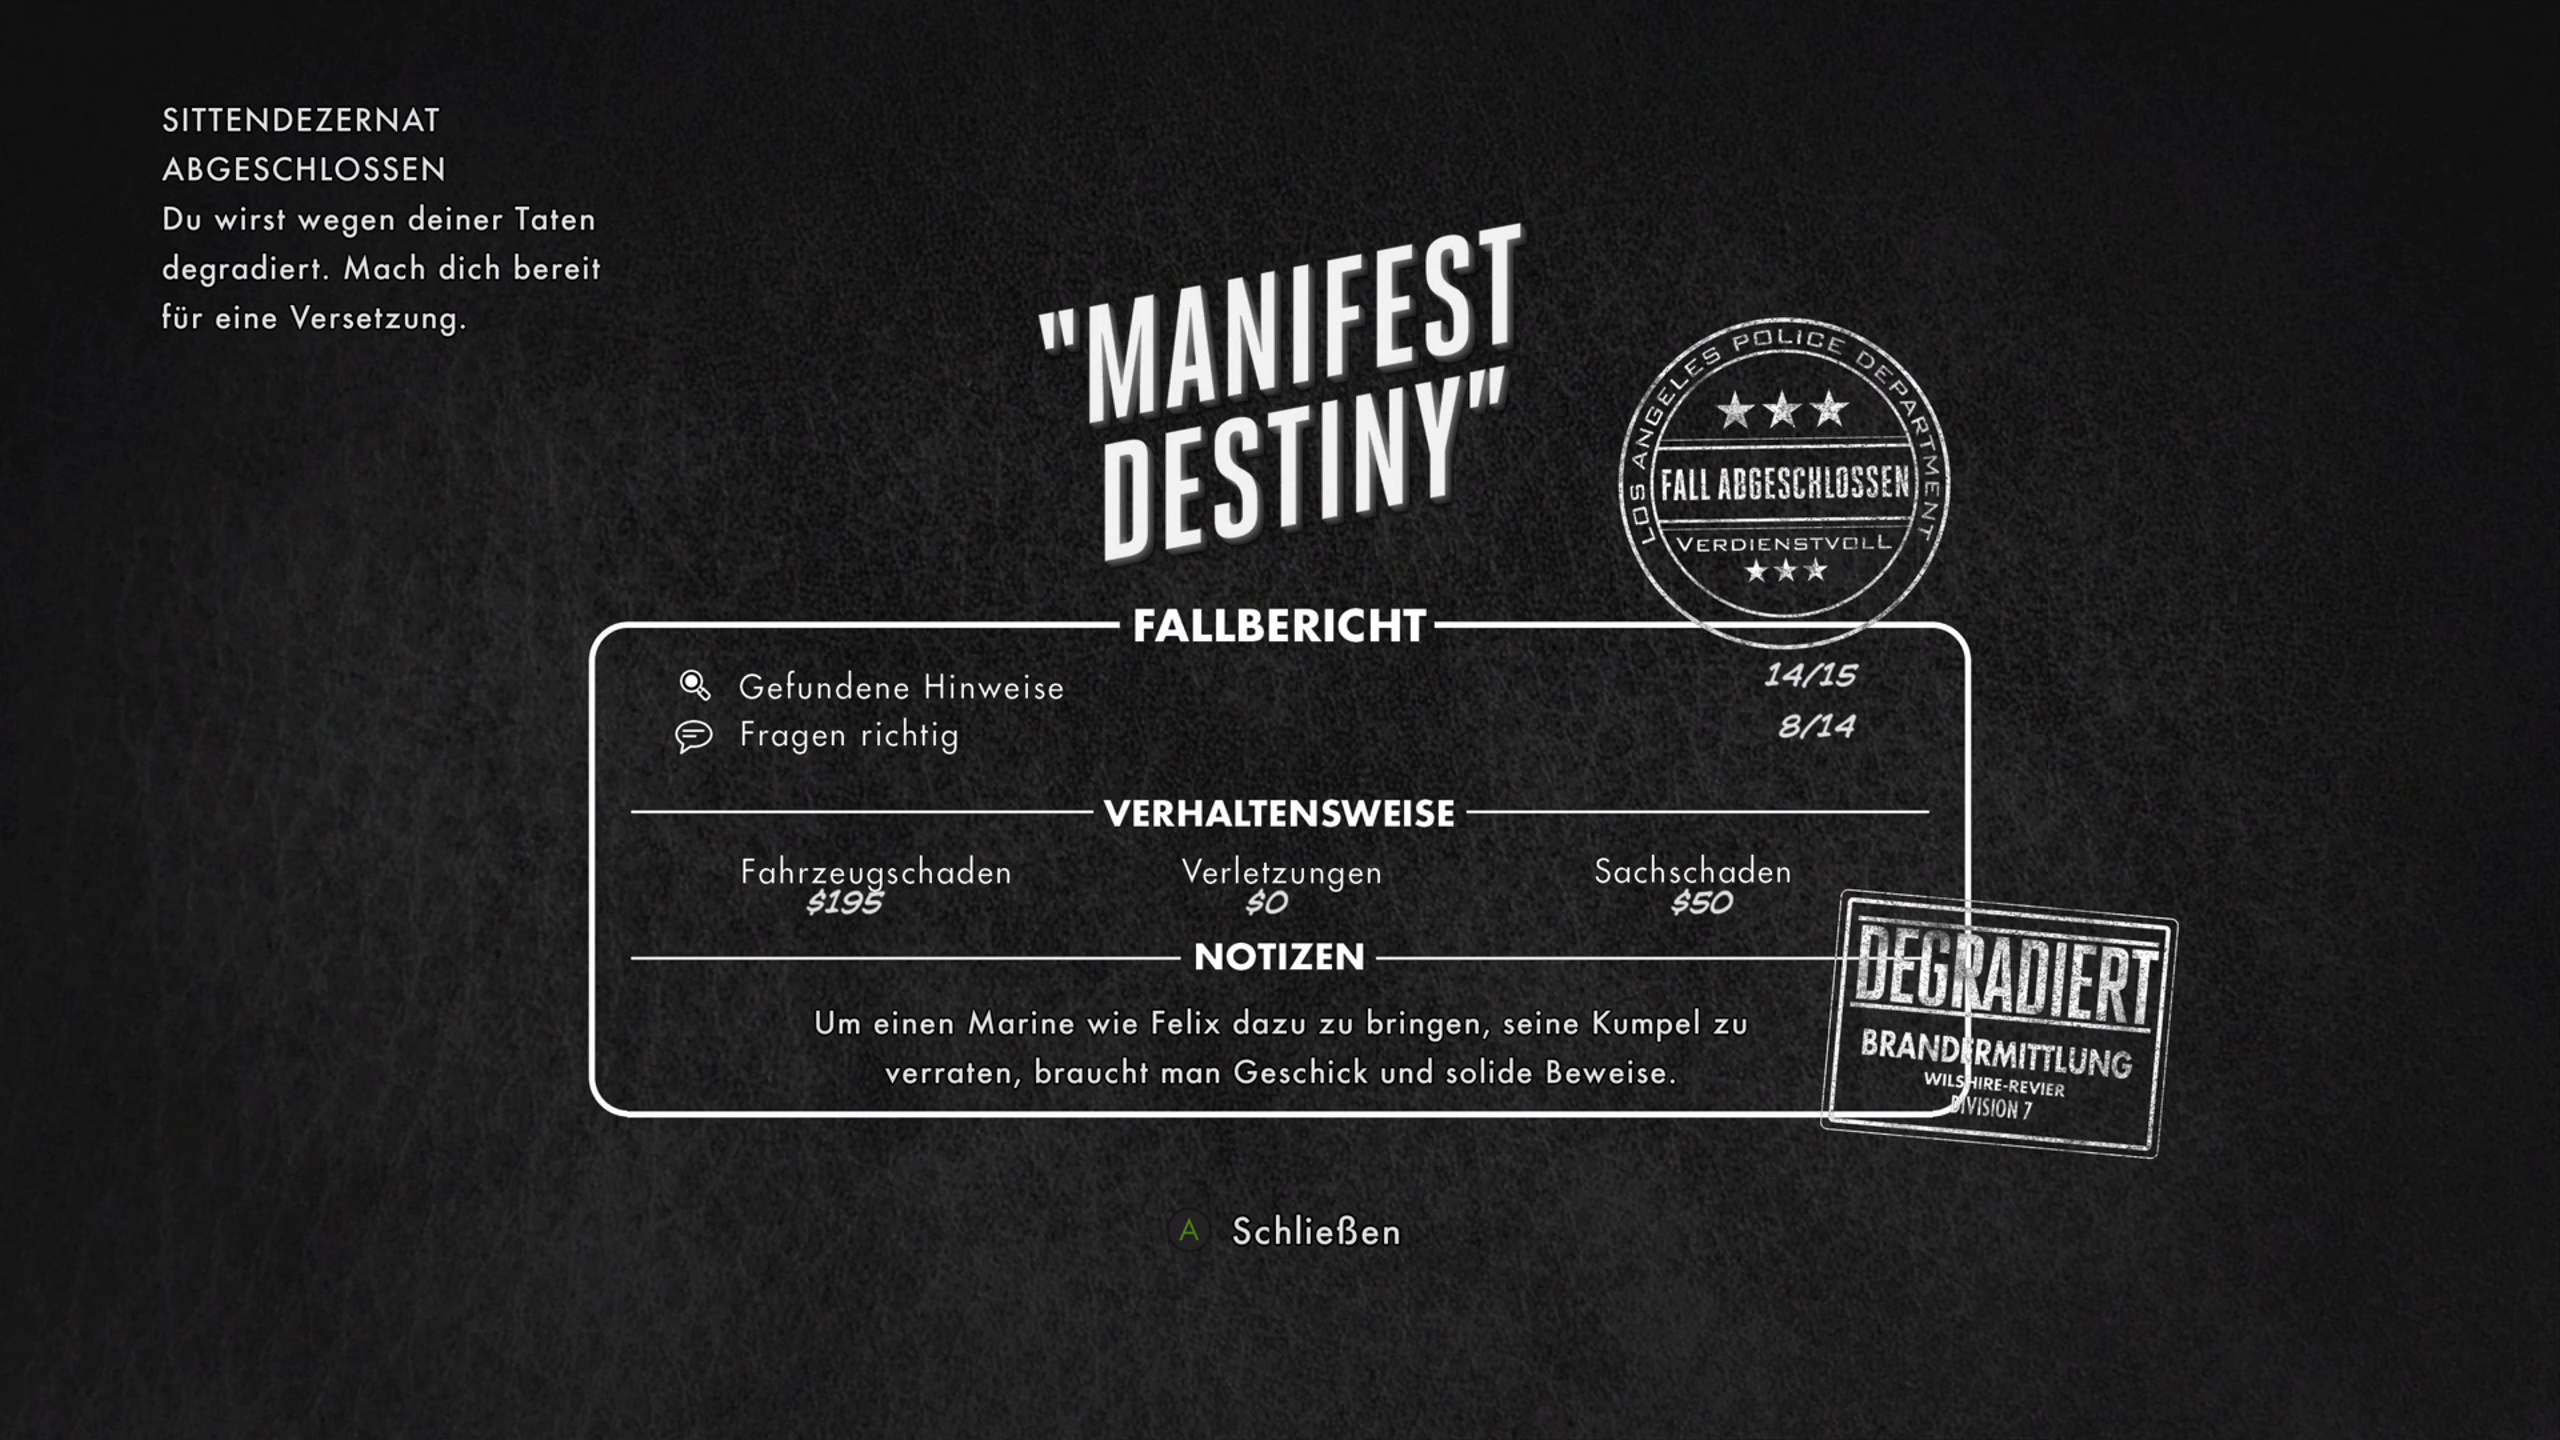 SITTENDEZERNAT
ABGESCHLOSSEN
Du wirst wegen deiner Taten
degradiert. Mach dich bereit
für eine Versetzung.
"MANIFEST
DESTINY"
LOS ANGELES POLICE DEPARTMENT
FALL ABGESCHLOSSEN
VERDIENSTVOLL
FALLBERICHT
Gefundene Hinweise 14/15
Fragen richtig 8/14
VERHALTENSWEISE
Fahrzeugschaden Verletzungen Sachschaden
$195 $0 $50
NOTIZEN
Um einen Marine wie Felix dazu zu bringen, seine Kumpel zu
verraten, braucht man Geschick und solide Beweise.
DEGRADIERT
BRANDERMITTLUNG
WILSHIRE-REVIER
DIVISION 7
A Schließen